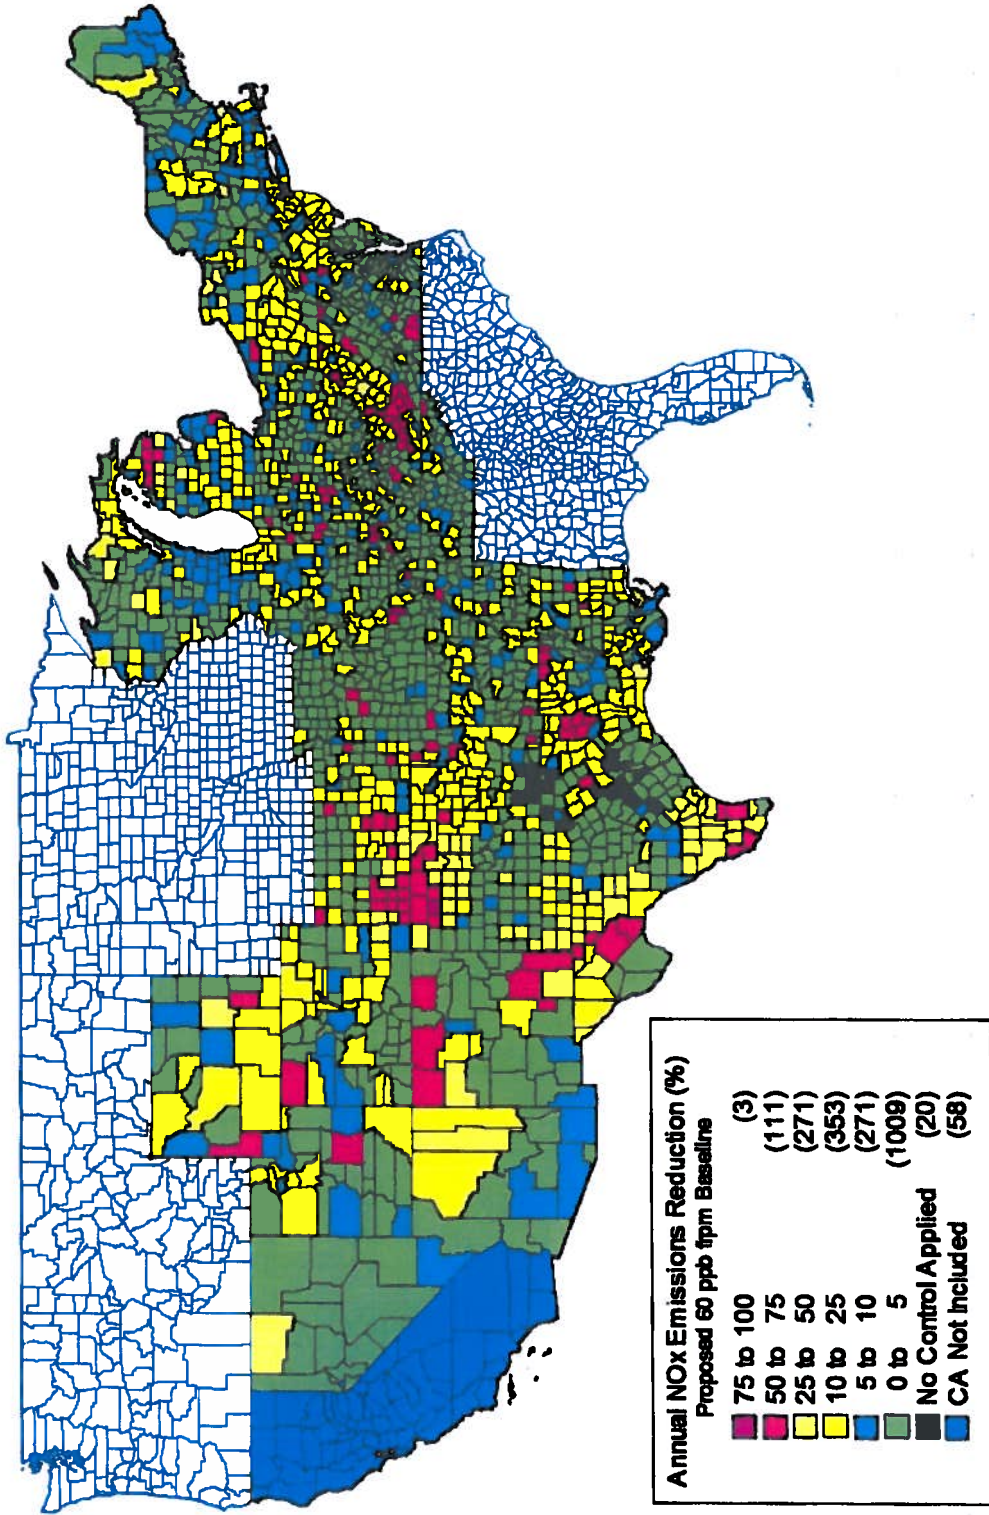 Annual NOx Emissions Reduction (%)
Proposed 60 ppb frpm Baseline
75 to 100 (3)
50 to 75 (111)
25 to 50 (271)
10 to 25 (353)
5 to 10 (271)
0 to 5 (1009)
No Control Applied (20)
CA Not Included (58)